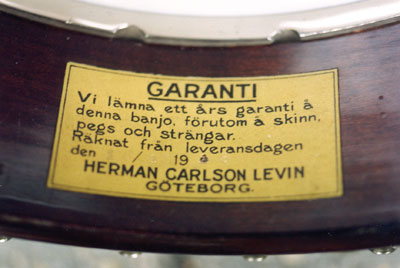 GARANTI
Vi lämna ett års garanti å
denna banjo, förutom å skinn,
pegs och strängar.
Räknat från leveransdagen
den 19
HERMAN CARLSON LEVIN
GÖTEBORG.